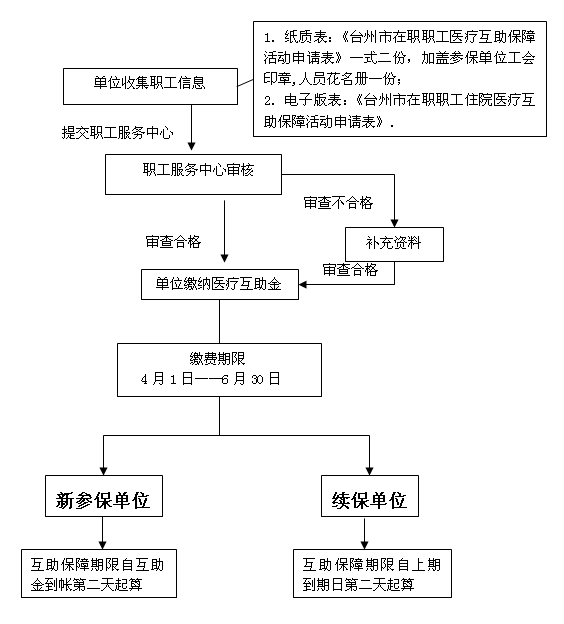 1. 纸质表：《台州市在职职工医疗互助保障
活动申请表》一式二份，加盖参保单位工会
印章,人员花名册一份；
2. 电子版表：《台州市在职职工住院医疗互
助保障活动申请表》.
单位收集职工信息
提交职工服务中心
职工服务中心审核
审查不合格
审查合格
补充资料
审查合格
单位缴纳医疗互助金
缴费期限
4月1日——6月30日
新参保单位
续保单位
互助保障期限自互助
金到帐第二天起算
互助保障期限自上期
到期日第二天起算